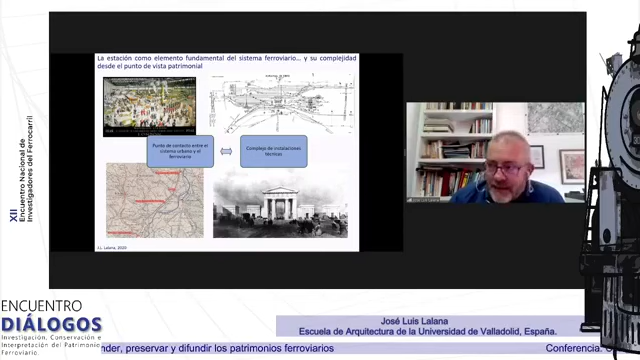 La estación como elemento fundamental del sistema ferroviario... y su complejidad
desde el punto de vista patrimonial
Punto de contacto entre el
sistema urbano y el
ferroviario
Complejo de instalaciones
técnicas
J.L. Lalana, 2020
XII
Encuentro Nacional de
Investigadores del Ferrocarril
ENCUENTRO
DIÁLOGOS
Investigación, Conservación e
Interpretación del Patrimonio
Ferroviario.
José Luis Lalana
Escuela de Arquitectura de la Universidad de Valladolid, España.
nder, preservar y difundir los patrimonios ferroviarios
Conferencia: